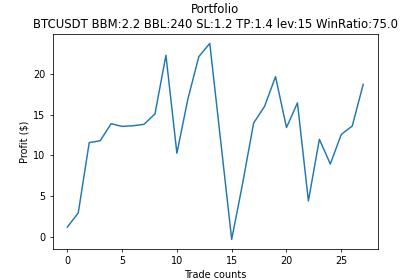 Portfolio
BTCUSDT BBM:2.2 BBL:240 SL:1.2 TP:1.4 lev:15 WinRatio:75.0
20
15
10
5
0
Profit ($)
0 5 10 15 20 25
Trade counts